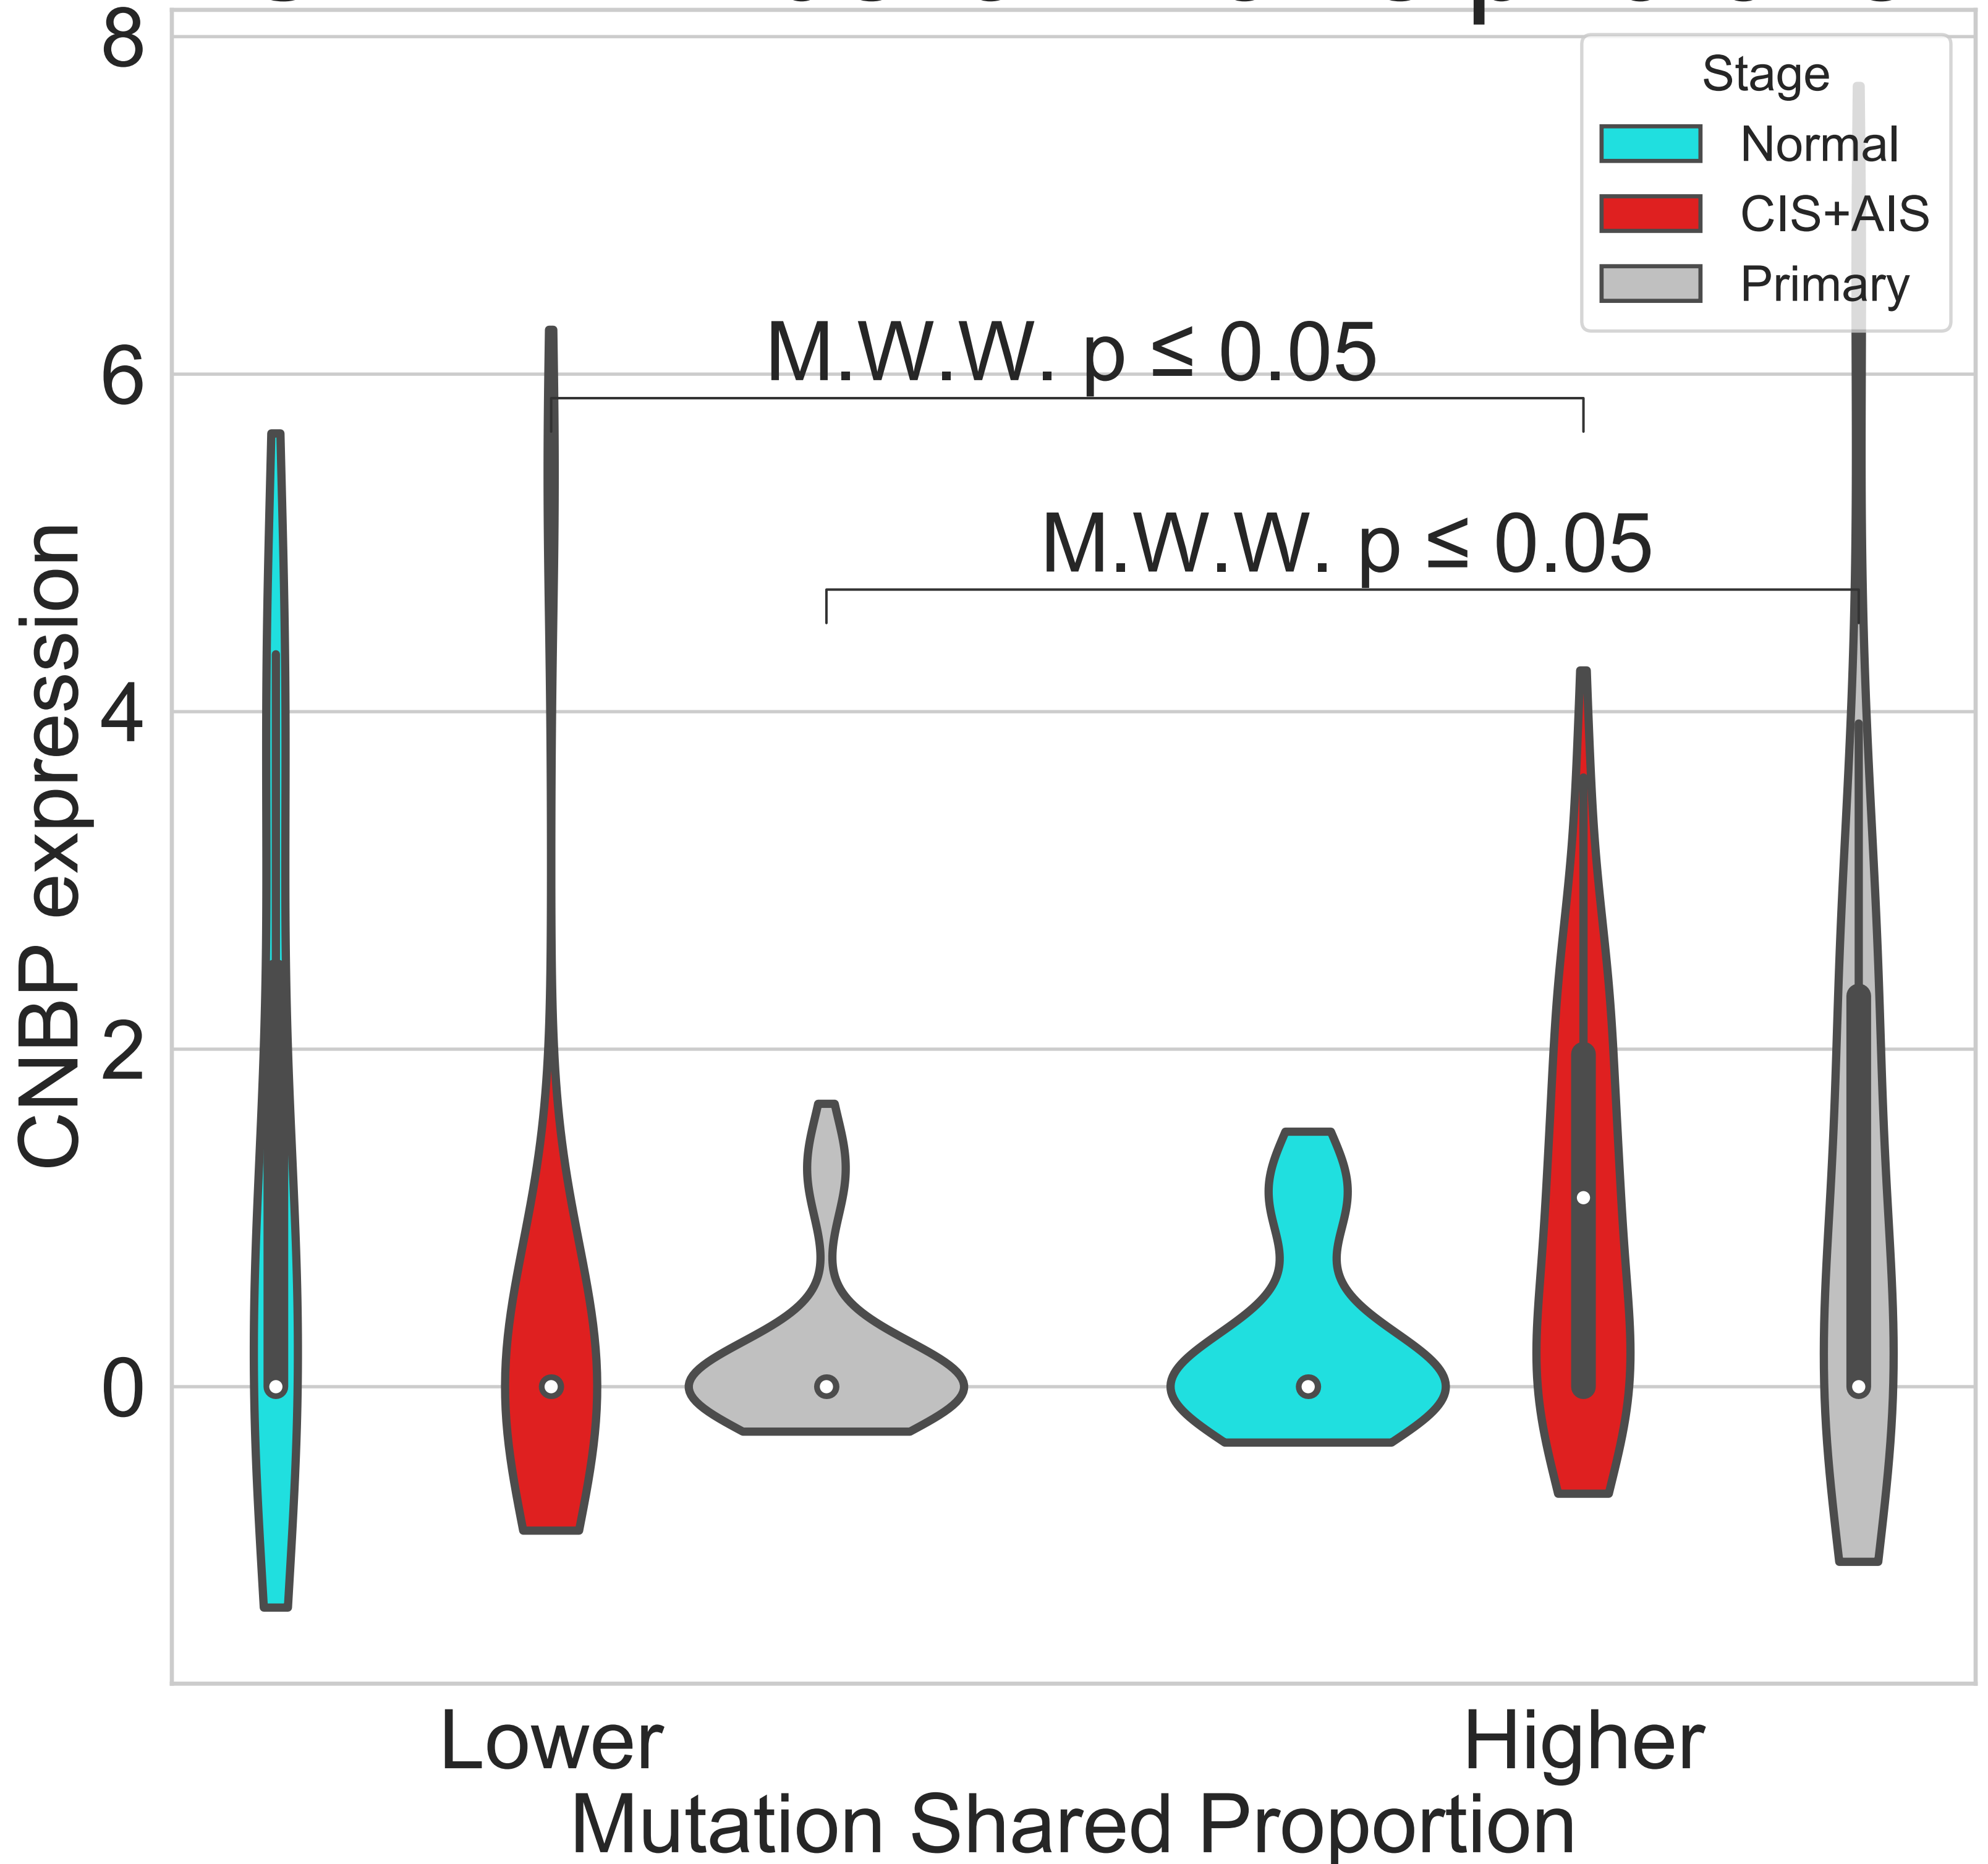 8
Stage
Normal
CIS+AIS
Primary
M.W.W. p ≤ 0.05
6
M.W.W. p ≤ 0.05
CNBP expression
4
2
0
Lower
Higher
Mutation Shared Proportion